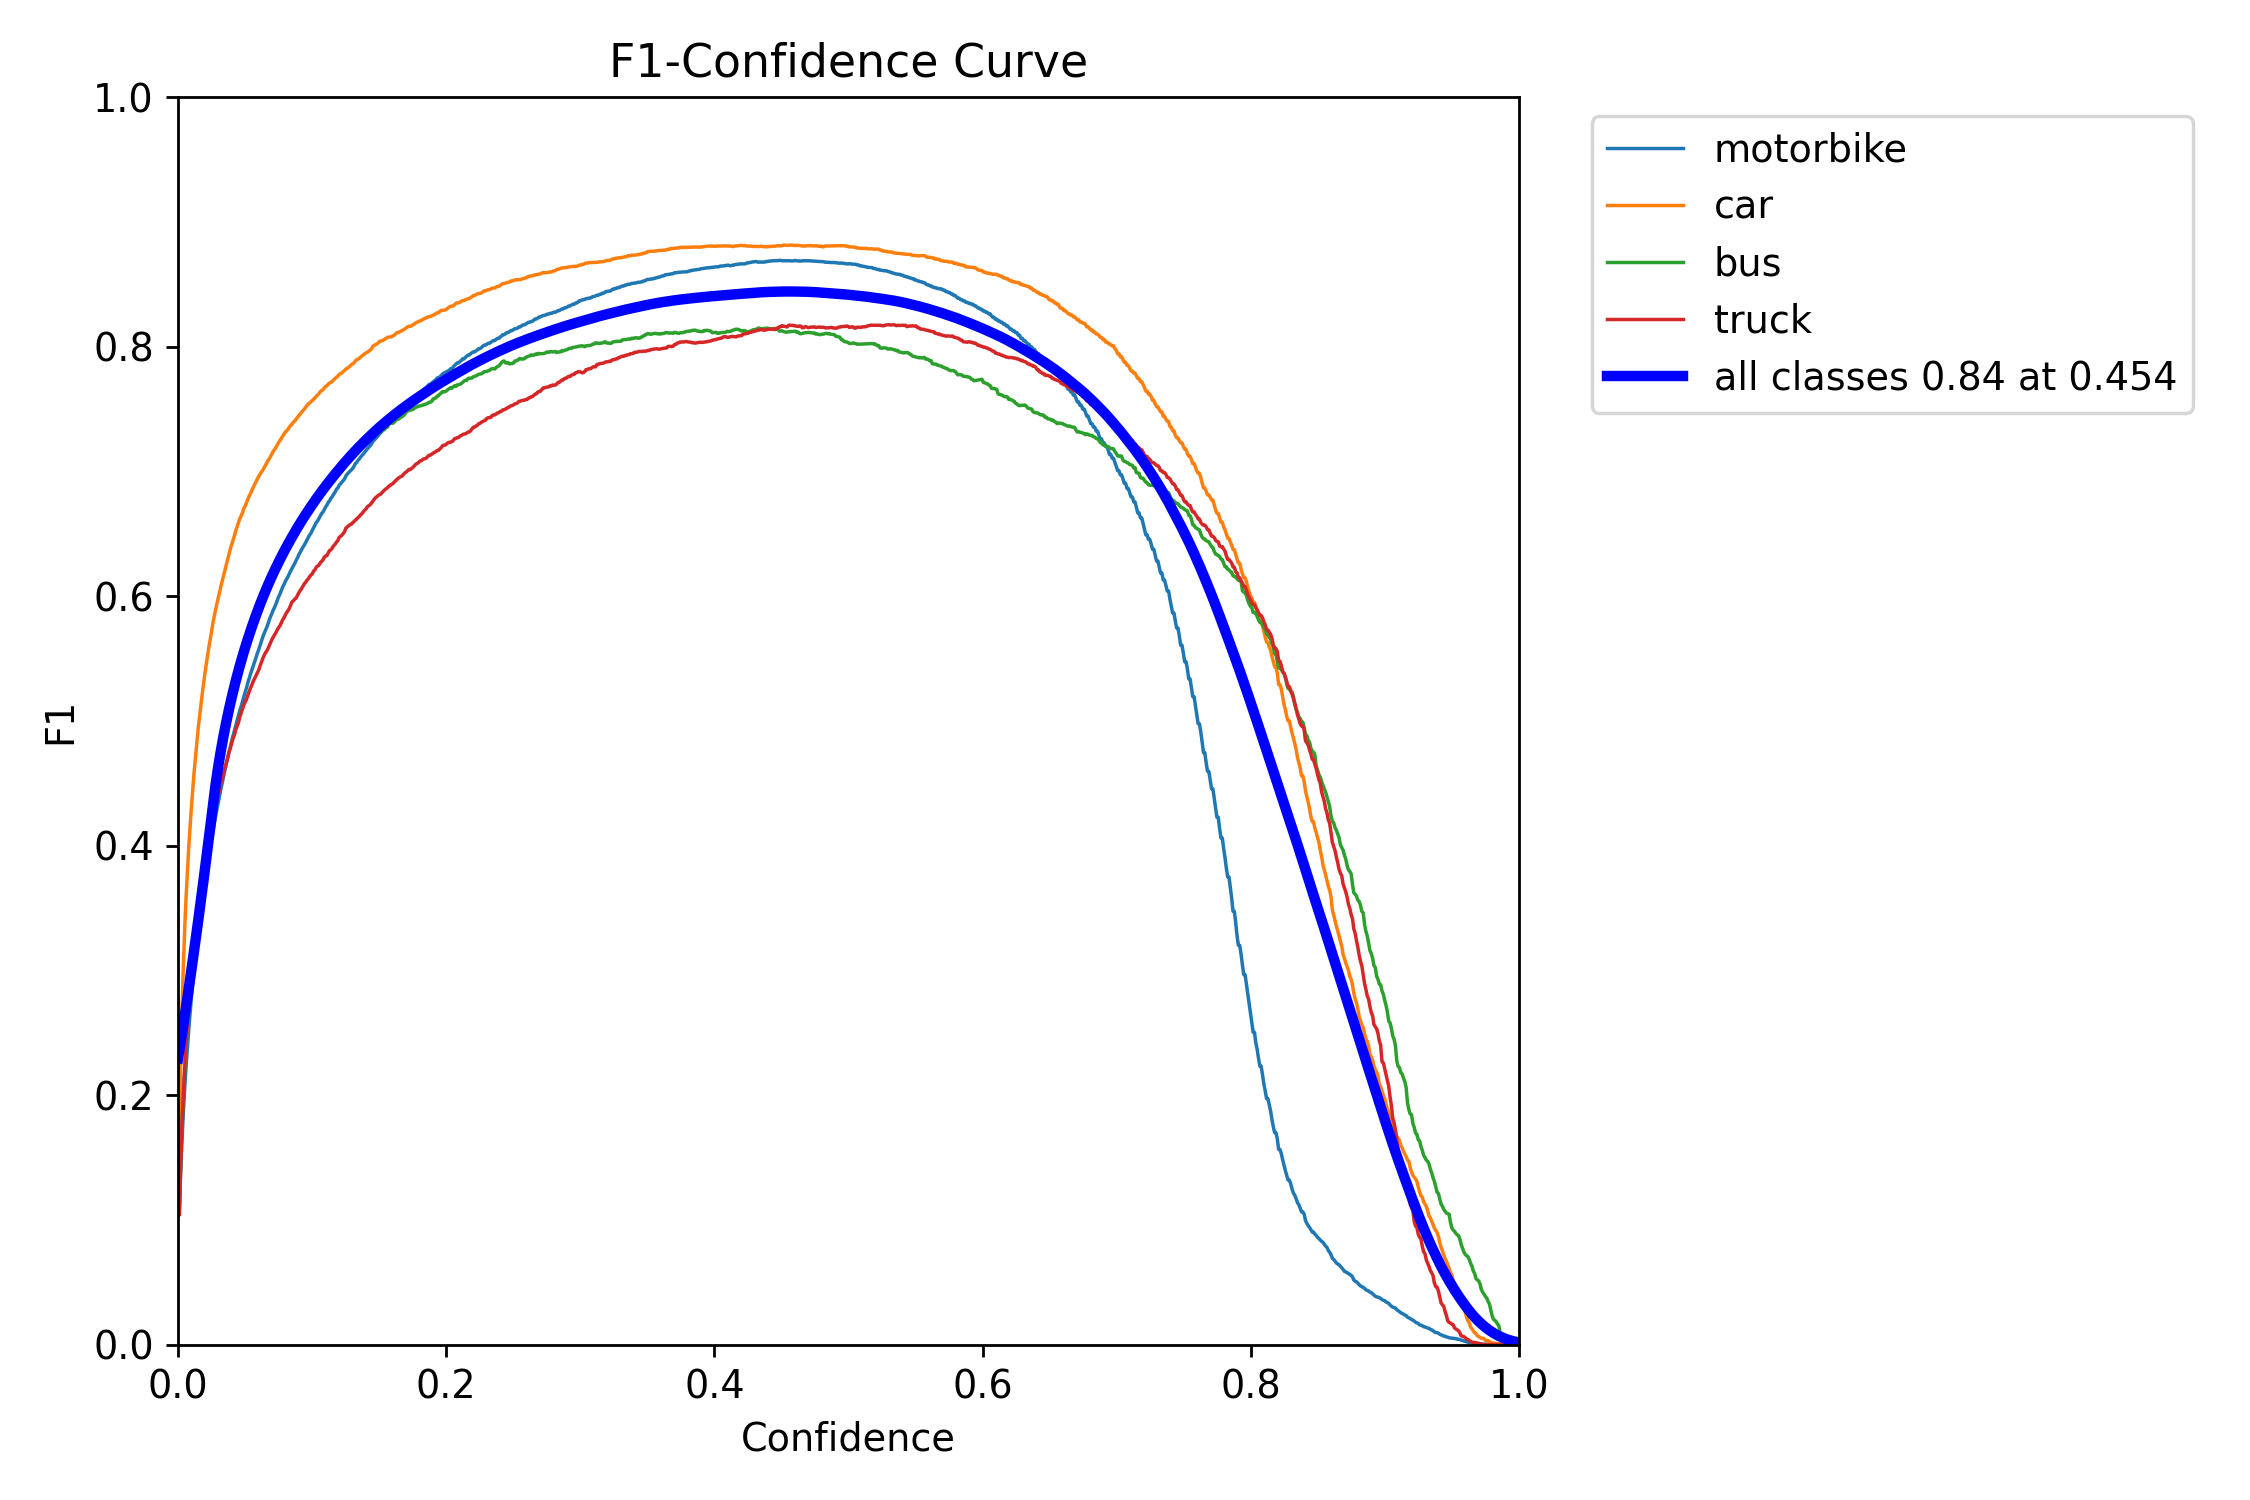 F1-Confidence Curve
1.0
0.8
0.6
0.4
0.2
0.0
F1
0.0 0.2 0.4 0.6 0.8 1.0
Confidence
motorbike
car
bus
truck
all classes 0.84 at 0.454